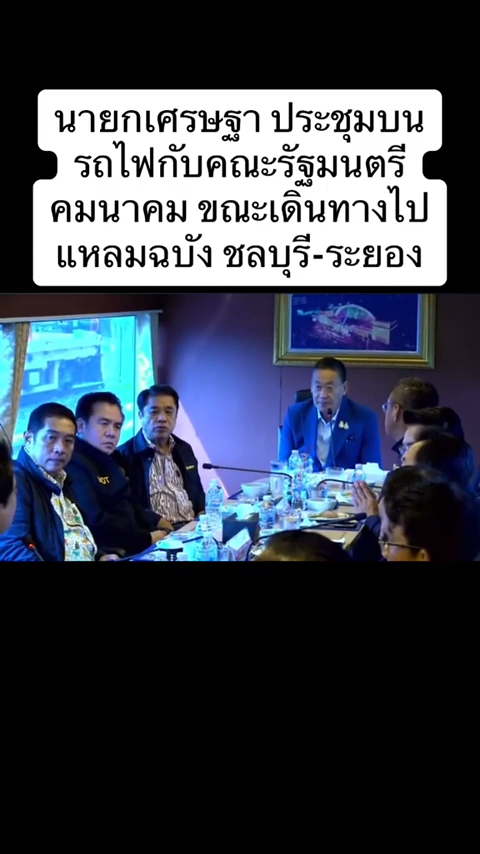 นายกเศรษฐา ประชุมบน
รถไฟกับคณะรัฐมนตรี
คมนาคม ขณะเดินทางไป
แหลมฉบัง ชลบุรี-ระยอง